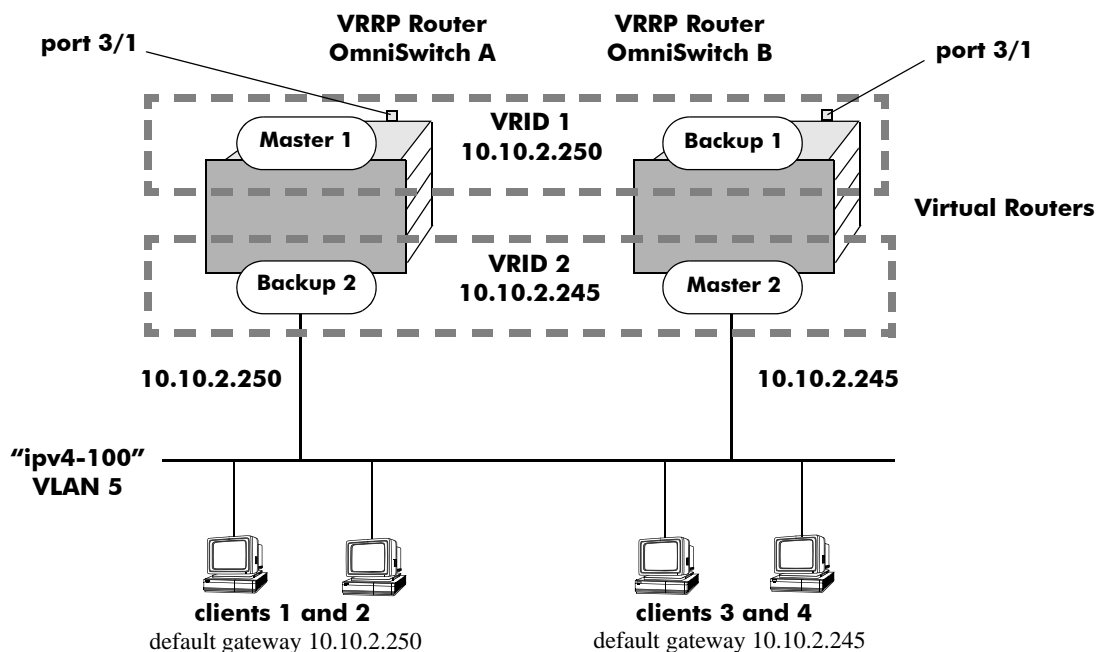 VRRP Router
OmniSwitch A
VRRP Router
OmniSwitch B
port 3/1
port 3/1
Master 1
VRID 1
10.10.2.250
Backup 1
Virtual Routers
Backup 2
VRID 2
10.10.2.245
Master 2
10.10.2.250
10.10.2.245
“ipv4-100”
VLAN 5
clients 1 and 2
default gateway 10.10.2.250
clients 3 and 4
default gateway 10.10.2.245